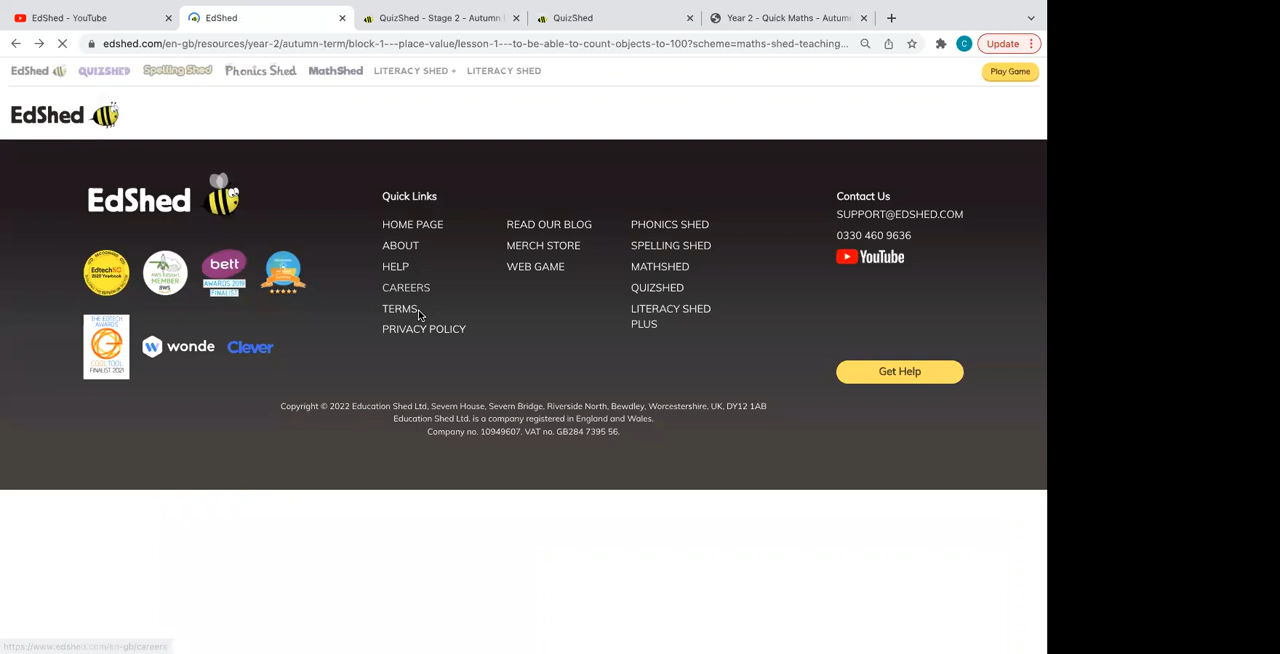 EdShed - YouTube
EdShed
QuizShed - Stage 2 - Autumn
QuizShed
Year 2 - Quick Maths - Autumn
edshed.com/en-gb/resources/year-2/autumn-term/block-1---place-value/lesson-1---to-be-able-to-count-objects-to-100?scheme=maths-shed-teaching...
C
Update
EdShed
QUIZSHED
Spelling Shed
Phonics Shed
MathShed
LITERACY SHED +
LITERACY SHED
Play Game
EdShed
EdShed
Quick Links
HOME PAGE
ABOUT
HELP
CAREERS
TERMS
PRIVACY POLICY
READ OUR BLOG
MERCH STORE
WEB GAME
PHONICS SHED
SPELLING SHED
MATHSHED
QUIZSHED
LITERACY SHED
PLUS
Contact Us
SUPPORT@EDSHED.COM
0330 460 9636
YouTube
Get Help
bett
AWARDS 2019
FINALIST
MEMBER
aws
FINALIST 2021
wonde
Clever
Copyright © 2022 Education Shed Ltd, Severn House, Severn Bridge, Riverside North, Bewdley, Worcestershire, UK, DY12 1AB
Education Shed Ltd. is a company registered in England and Wales.
Company no. 10949607. VAT no. GB284 7395 56.
https://www.edshed.com/en-gb/careers